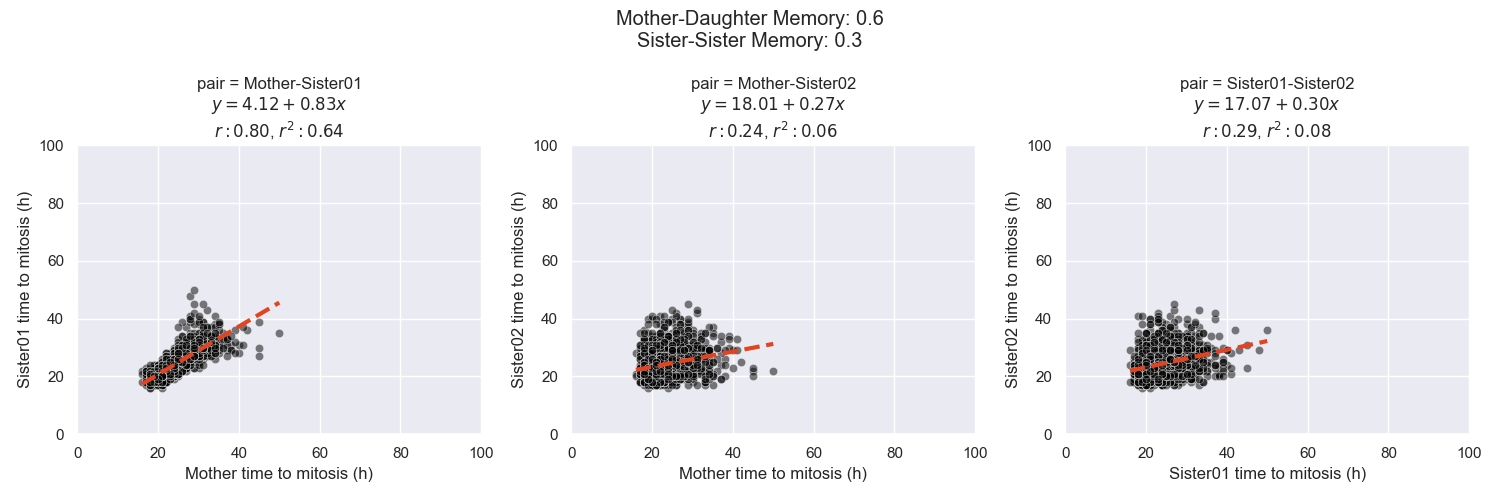 Mother-Daughter Memory: 0.6
Sister-Sister Memory: 0.3
pair = Mother-Sister01
y = 4.12 + 0.83x
r : 0.80, r² : 0.64
100
80
60
40
20
0
Sister01 time to mitosis (h)
0 20 40 60 80 100
Mother time to mitosis (h)
pair = Mother-Sister02
y = 18.01 + 0.27x
r : 0.24, r² : 0.06
100
80
60
40
20
0
Sister02 time to mitosis (h)
0 20 40 60 80 100
Mother time to mitosis (h)
pair = Sister01-Sister02
y = 17.07 + 0.30x
r : 0.29, r² : 0.08
100
80
60
40
20
0
Sister02 time to mitosis (h)
0 20 40 60 80 100
Sister01 time to mitosis (h)